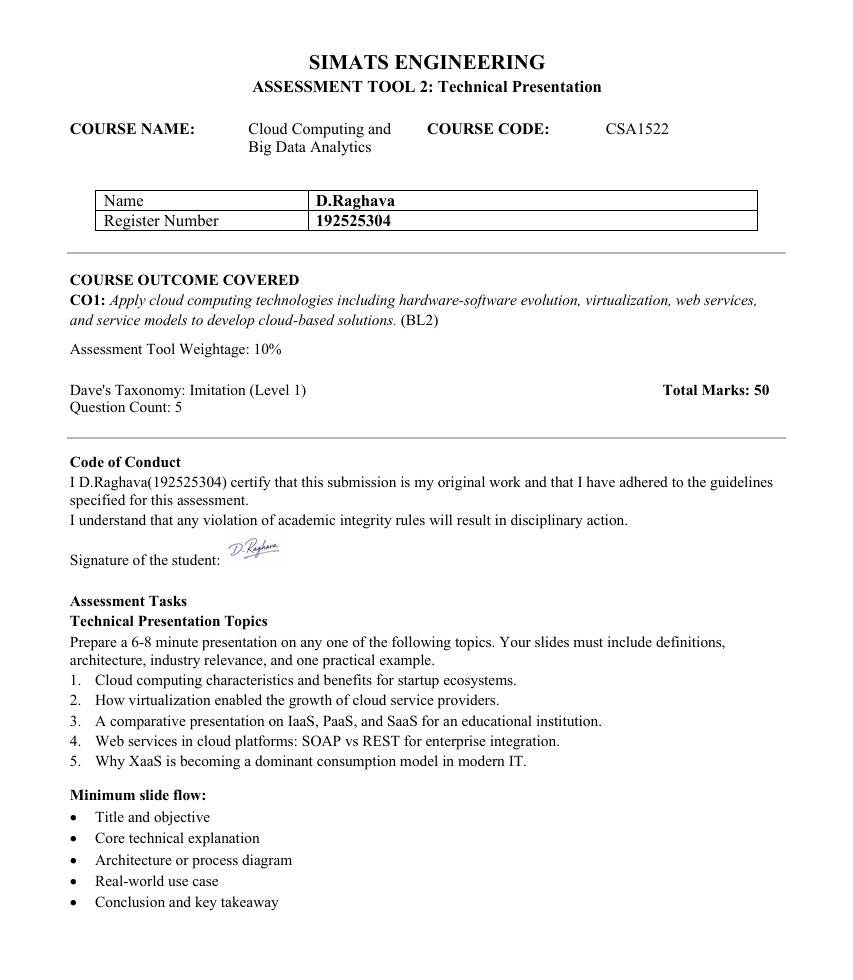 SIMATS ENGINEERING
ASSESSMENT TOOL 2: Technical Presentation
COURSE NAME: Cloud Computing and COURSE CODE: CSA1522
Big Data Analytics
Name D.Raghava
Register Number 192525304
COURSE OUTCOME COVERED
CO1: Apply cloud computing technologies including hardware-software evolution, virtualization, web services,
and service models to develop cloud-based solutions. (BL2)
Assessment Tool Weightage: 10%
Dave's Taxonomy: Imitation (Level 1) Total Marks: 50
Question Count: 5
Code of Conduct
I D.Raghava(192525304) certify that this submission is my original work and that I have adhered to the guidelines
specified for this assessment.
I understand that any violation of academic integrity rules will result in disciplinary action.
Signature of the student: D.Raghava
Assessment Tasks
Technical Presentation Topics
Prepare a 6-8 minute presentation on any one of the following topics. Your slides must include definitions,
architecture, industry relevance, and one practical example.
1. Cloud computing characteristics and benefits for startup ecosystems.
2. How virtualization enabled the growth of cloud service providers.
3. A comparative presentation on IaaS, PaaS, and SaaS for an educational institution.
4. Web services in cloud platforms: SOAP vs REST for enterprise integration.
5. Why XaaS is becoming a dominant consumption model in modern IT.
Minimum slide flow:
• Title and objective
• Core technical explanation
• Architecture or process diagram
• Real-world use case
• Conclusion and key takeaway